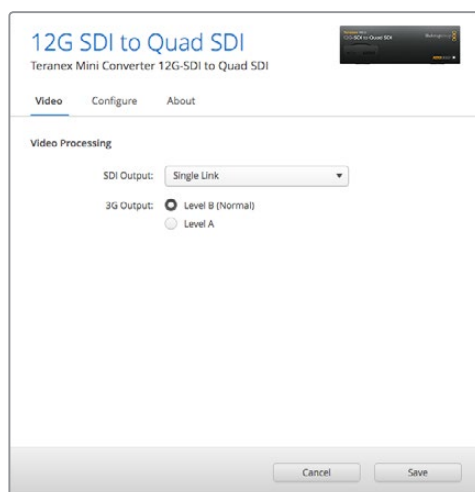 12G SDI to Quad SDI
Teranex Mini Converter 12G-SDI to Quad SDI
Video Configure About
Video Processing
SDI Output: Single Link
3G Output: Level B (Normal)
Level A
Cancel Save